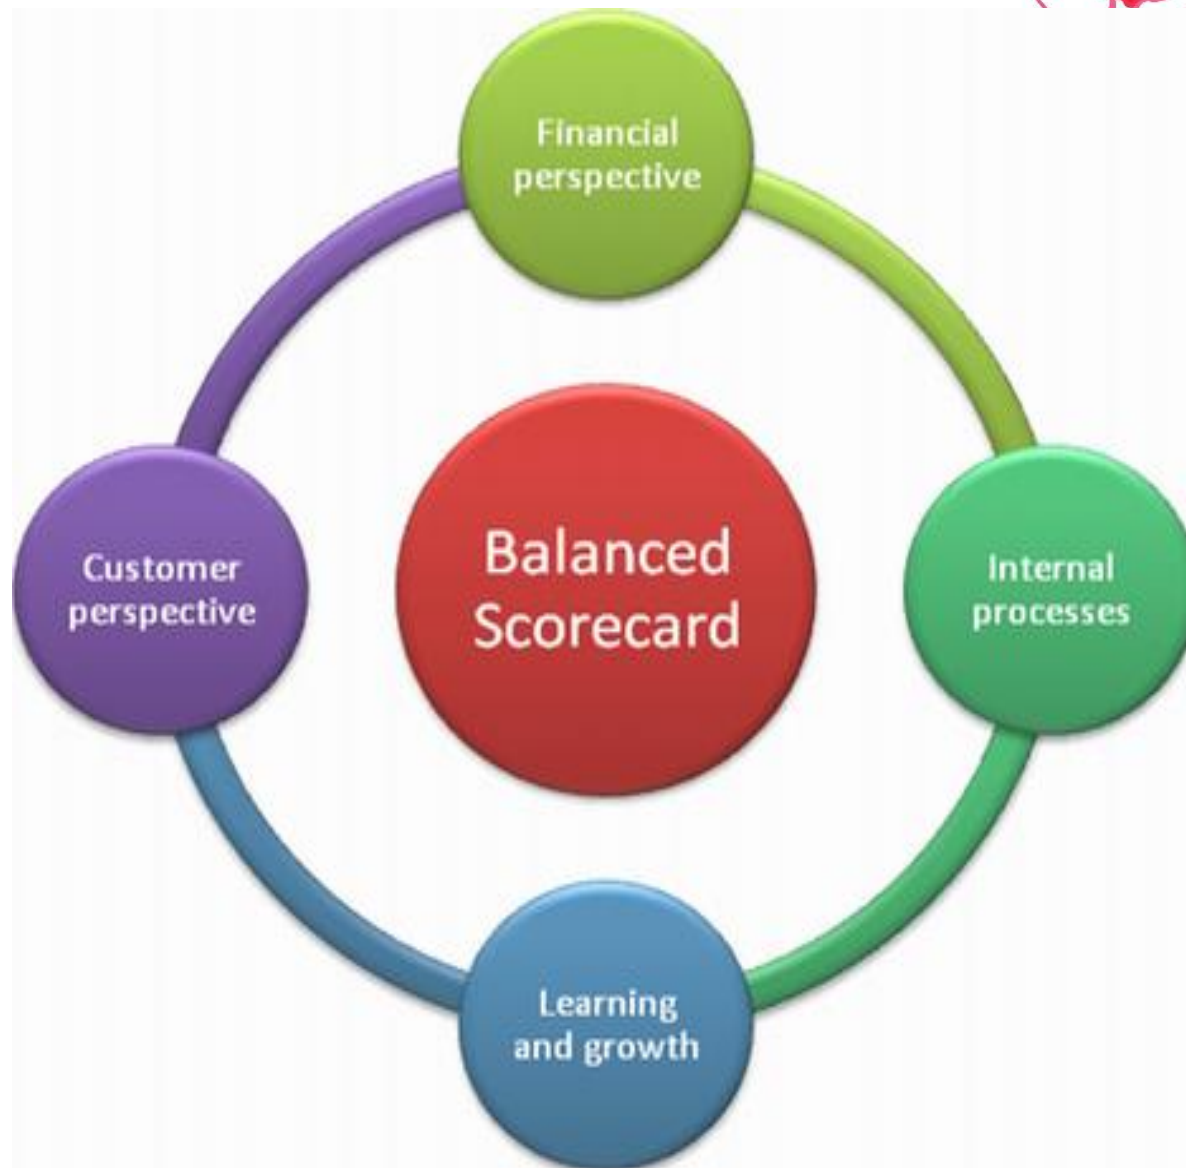 Financial
perspective
Customer
perspective
Balanced
Scorecard
Internal
processes
Learning
and growth